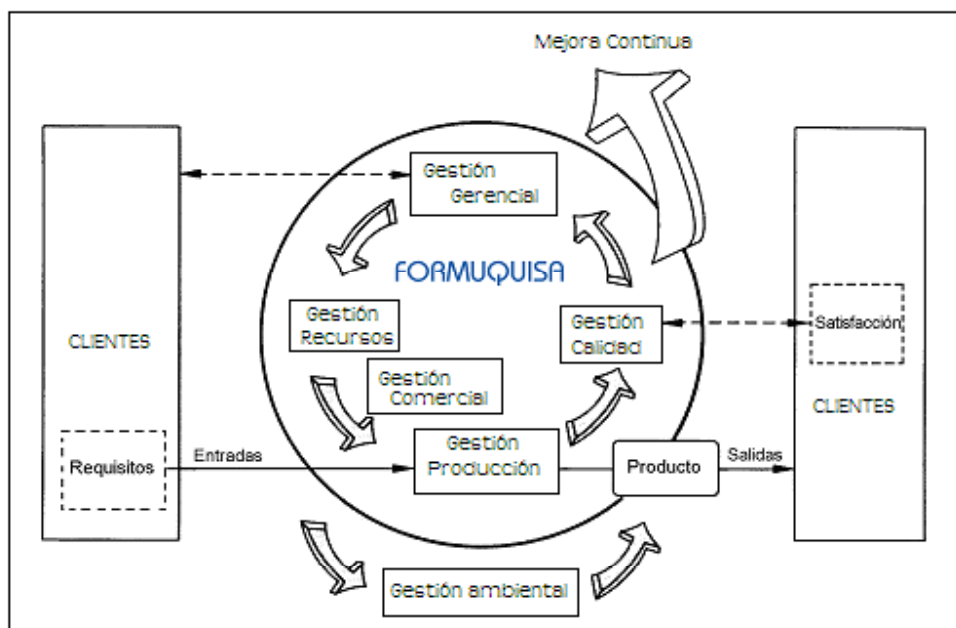 Mejora Continua
Gestión
Gerencial
FORMUQUISA
Gestión
Recursos
Gestión
Calidad
Satisfacción
CLIENTES
Gestión
Comercial
CLIENTES
Gestión
Producción
Requisitos
Entradas
Producto
Salidas
Gestión ambiental